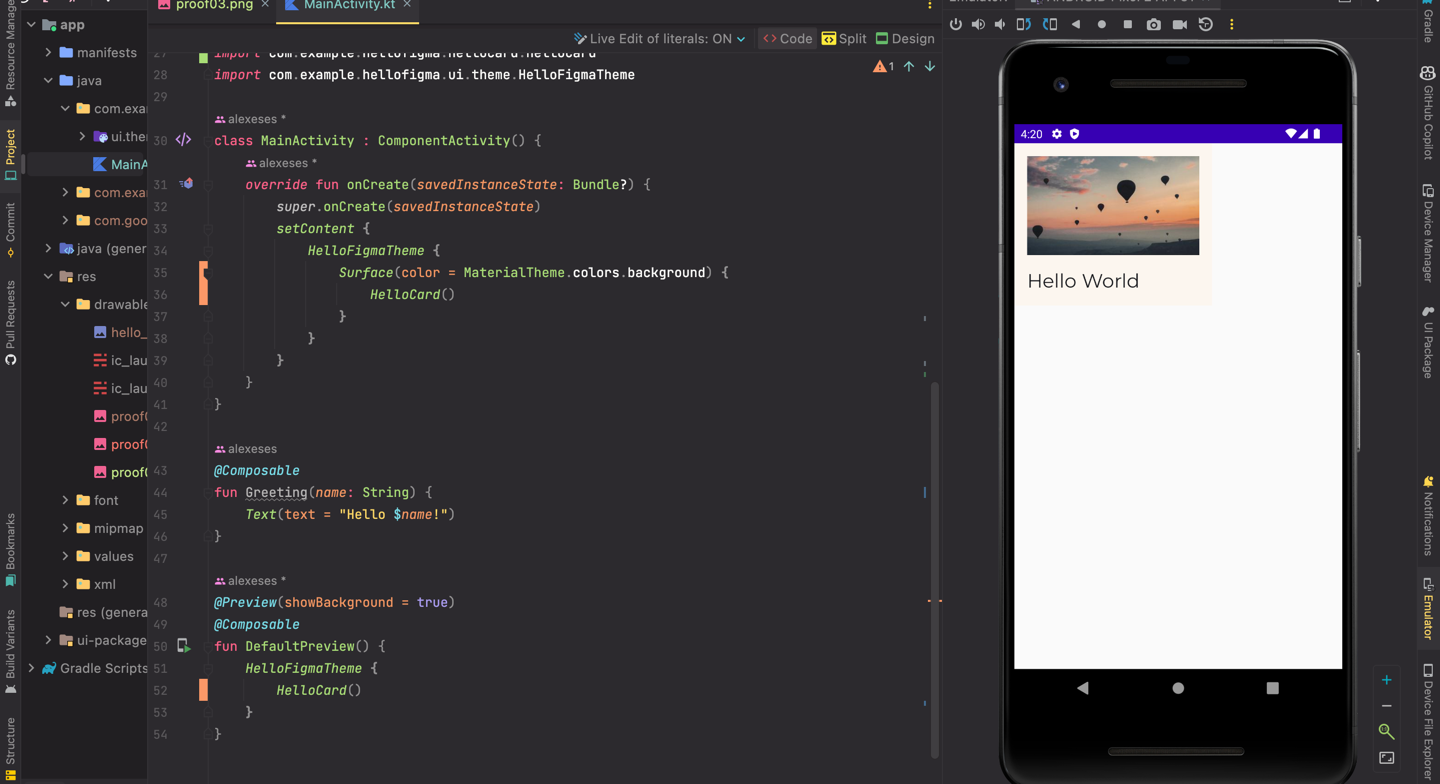 proof03.png
MainActivity.kt
Live Edit of literals: ON
Code
Split
Design
27 import com.example.hellofigma.hellocard.HelloCard
28 import com.example.hellofigma.ui.theme.HelloFigmaTheme
1
29
alexeses *
30 class MainActivity : ComponentActivity() {
alexeses *
31 override fun onCreate(savedInstanceState: Bundle?) {
32 super.onCreate(savedInstanceState)
33 setContent {
34 HelloFigmaTheme {
35 Surface(color = MaterialTheme.colors.background) {
36 HelloCard()
37 }
38 }
39 }
40 }
41 }
42
alexeses
43 @Composable
44 fun Greeting(name: String) {
45 Text(text = "Hello $name!")
46 }
47
alexeses *
48 @Preview(showBackground = true)
49 @Composable
50 fun DefaultPreview() {
51 HelloFigmaTheme {
52 HelloCard()
53 }
54 }
Resource Manager
Project
Commit
Pull Requests
Bookmarks
Build Variants
Structure
app
manifests
java
com.exa
ui.the
MainA
com.exa
com.goo
java (gener
res
drawable
hello_
ic_lau
ic_lau
proof0
proof0
proof0
font
mipmap
values
xml
res (genera
ui-package
Gradle Scripts
4:20
Hello World
Gradle
GitHub Copilot
Device Manager
UI Package
Notifications
Emulator
Device File Explorer